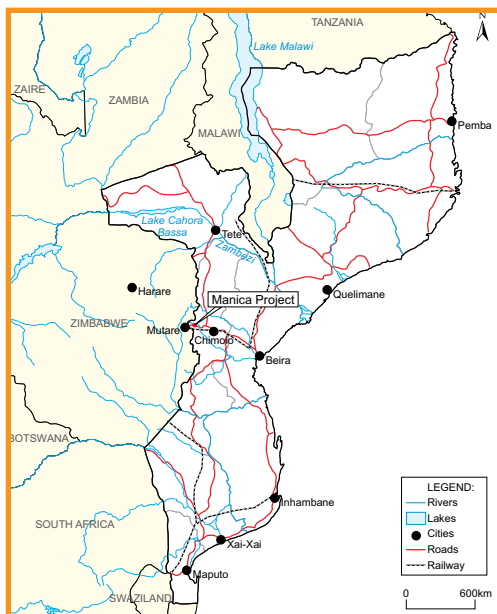 TANZANIA
N
Lake Malawi
ZAIRE
ZAMBIA
Pemba
MALAWI
Lake Cahora
Bassa
Tete
Zambezi
Harare
Quelimane
Manica Project
ZIMBABWE
Mutare
Chimoio
Beira
BOTSWANA
LEGEND:
Rivers
Lakes
Cities
Roads
Railway
Inhambane
SOUTH AFRICA
Xai-Xai
Maputo
SWAZILAND
0 600km